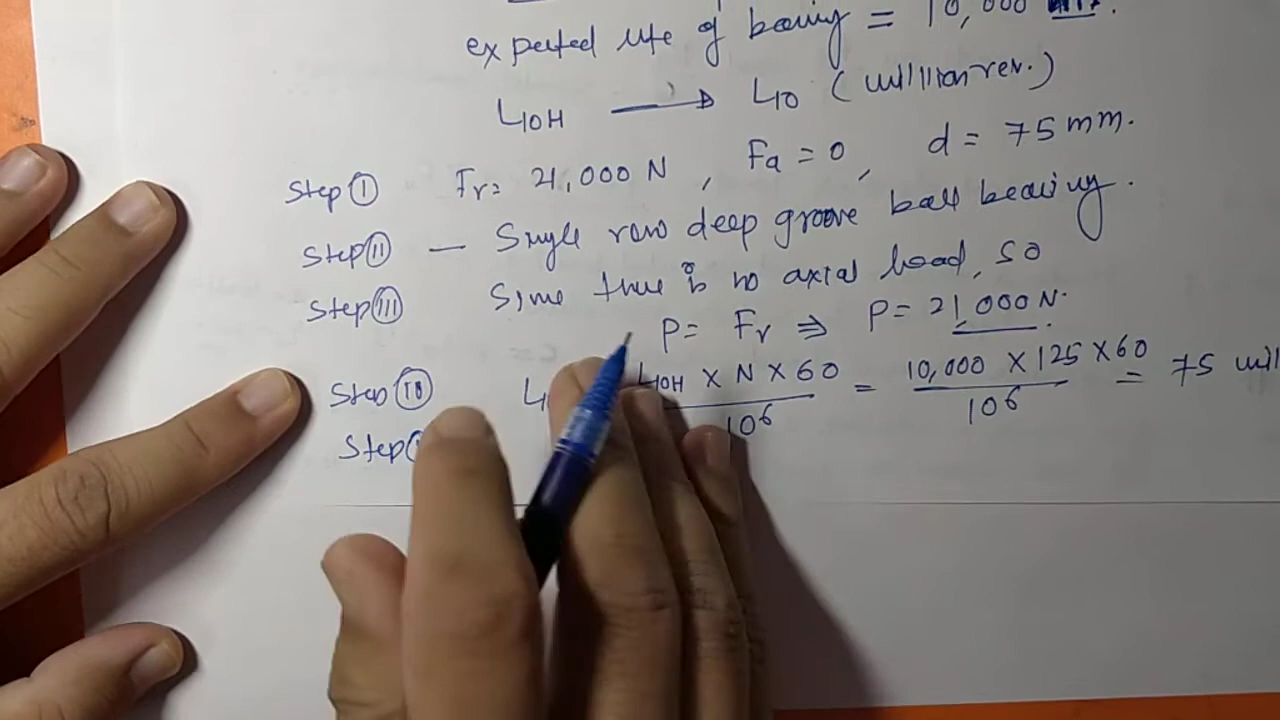 expected life of bearing = 10,000 hrs.
L10H → L10 (million rev.)
Step I Fr = 21,000 N, Fa = 0, d = 75 mm.
Step II — Single row deep groove ball bearing.
Step III Since there is no axial load, so
P = Fr ⇒ P = 21,000 N.
Step IV L10H × N × 60 / 10⁶ = 10,000 × 125 × 60 / 10⁶ = 75
Step